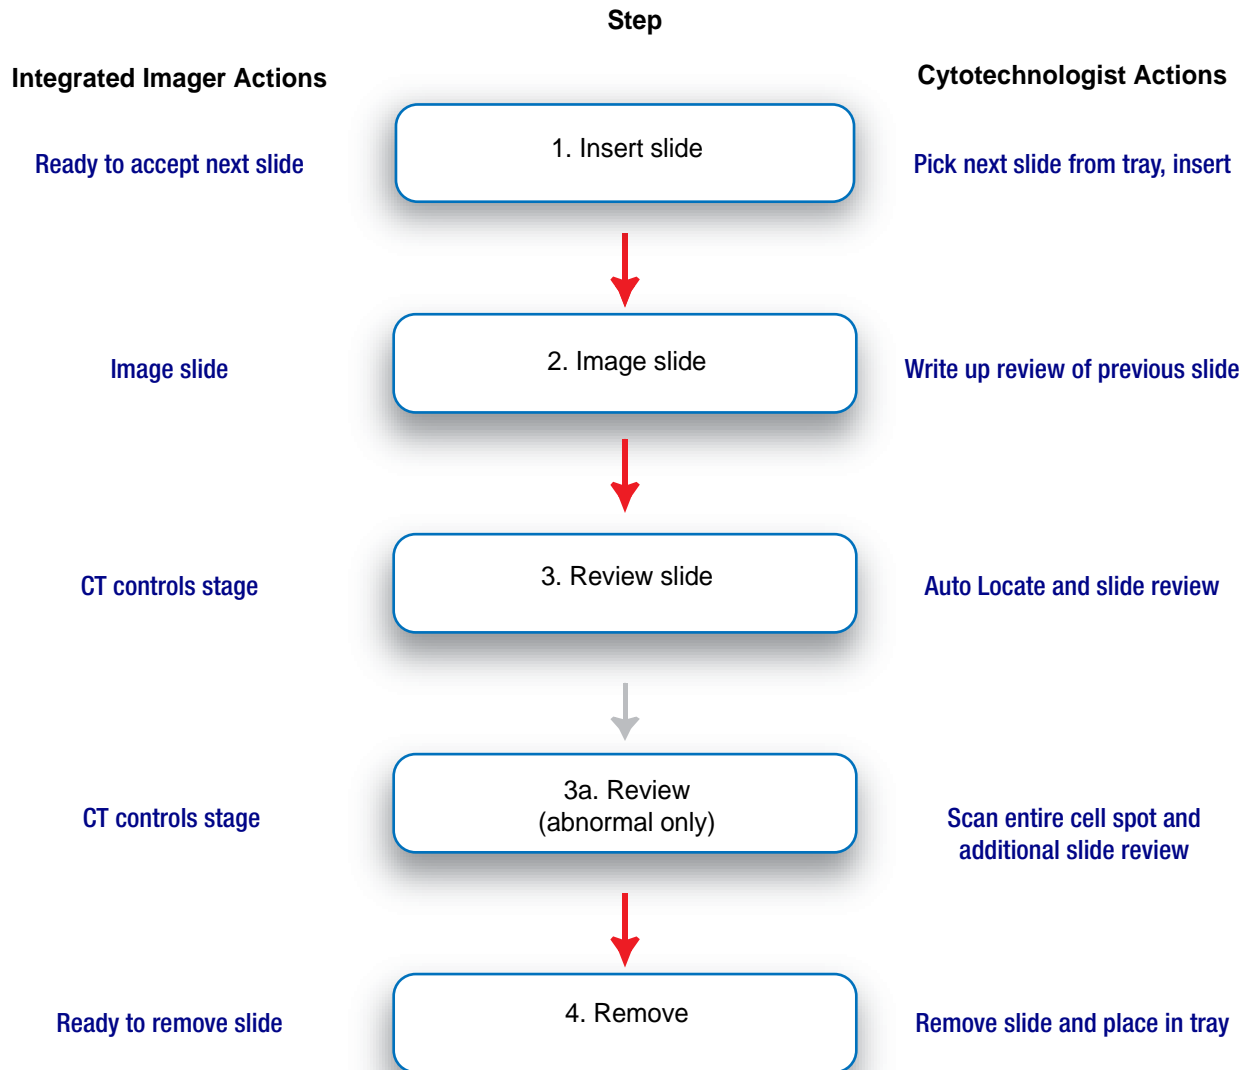 Step
Integrated Imager Actions
Cytotechnologist Actions
Ready to accept next slide
1. Insert slide
Pick next slide from tray, insert
Image slide
2. Image slide
Write up review of previous slide
CT controls stage
3. Review slide
Auto Locate and slide review
CT controls stage
3a. Review
(abnormal only)
Scan entire cell spot and
additional slide review
Ready to remove slide
4. Remove
Remove slide and place in tray